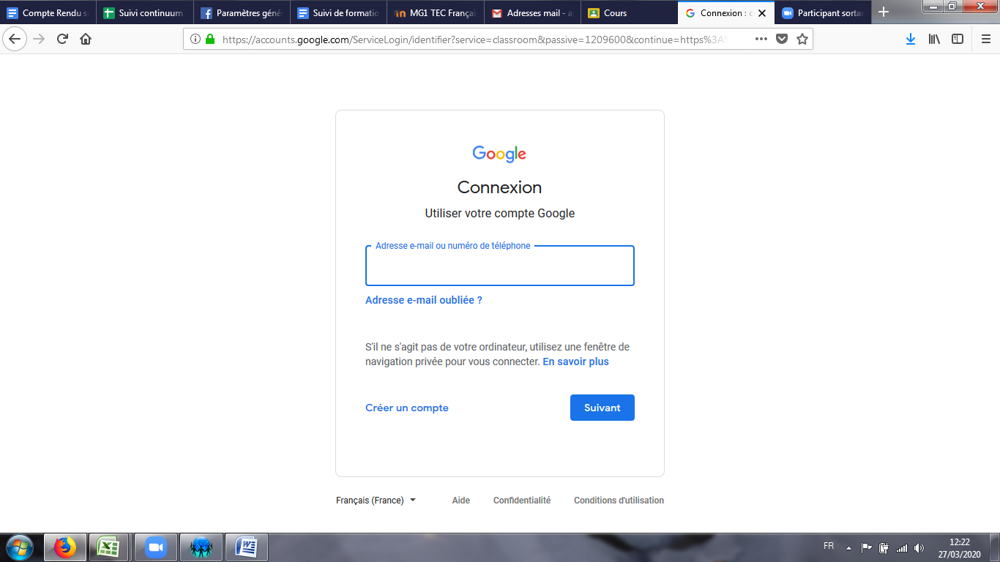 Compte Rendu s
Suivi continuum
Paramètres géné
Suivi de formatio
MG1 TEC Françai
Adresses mail - a
Cours
Connexion : c
Participant sortan
https://accounts.google.com/ServiceLogin/identifier?service=classroom&passive=1209600&continue=https%3A%
Google
Connexion
Utiliser votre compte Google
Adresse e-mail ou numéro de téléphone
Adresse e-mail oubliée ?
S'il ne s'agit pas de votre ordinateur, utilisez une fenêtre de
navigation privée pour vous connecter. En savoir plus
Créer un compte
Suivant
Français (France)
Aide
Confidentialité
Conditions d'utilisation
FR
12:22
27/03/2020